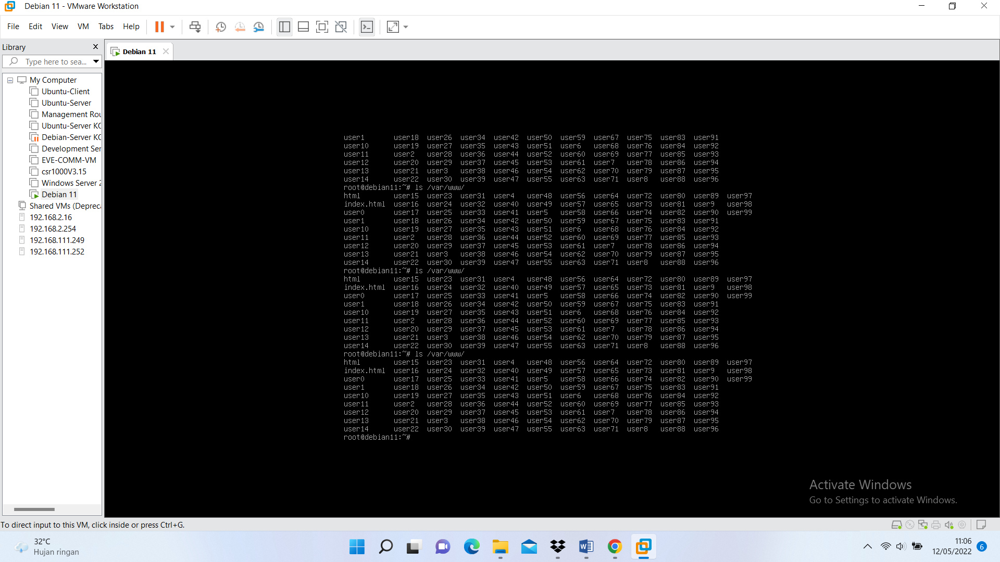 Debian 11 - VMware Workstation
File Edit View VM Tabs Help
Library
Type here to sea...
Debian 11
My Computer
Ubuntu-Client
Ubuntu-Server
Management Rou
Ubuntu-Server KC
Debian-Server KC
Development Ser
EVE-COMM-VM
csr1000V3.15
Windows Server 2
Debian 11
Shared VMs (Depreca
192.168.2.16
192.168.2.254
192.168.111.249
192.168.111.252
user1 user18 user26 user34 user42 user50 user59 user67 user75 user83 user91
user10 user19 user27 user35 user43 user51 user6 user68 user76 user84 user92
user11 user2 user28 user36 user44 user52 user60 user69 user77 user85 user93
user12 user20 user29 user37 user45 user53 user61 user7 user78 user86 user94
user13 user21 user3 user38 user46 user54 user62 user70 user79 user87 user95
user14 user22 user30 user39 user47 user55 user63 user71 user8 user88 user96
root@debian11:~# ls /var/www/
html user15 user23 user31 user4 user48 user56 user64 user72 user80 user89 user97
index.html user16 user24 user32 user40 user49 user57 user65 user73 user81 user9 user98
user0 user17 user25 user33 user41 user5 user58 user66 user74 user82 user90 user99
user1 user18 user26 user34 user42 user50 user59 user67 user75 user83 user91
user10 user19 user27 user35 user43 user51 user6 user68 user76 user84 user92
user11 user2 user28 user36 user44 user52 user60 user69 user77 user85 user93
user12 user20 user29 user37 user45 user53 user61 user7 user78 user86 user94
user13 user21 user3 user38 user46 user54 user62 user70 user79 user87 user95
user14 user22 user30 user39 user47 user55 user63 user71 user8 user88 user96
root@debian11:~# ls /var/www/
html user15 user23 user31 user4 user48 user56 user64 user72 user80 user89 user97
index.html user16 user24 user32 user40 user49 user57 user65 user73 user81 user9 user98
user0 user17 user25 user33 user41 user5 user58 user66 user74 user82 user90 user99
user1 user18 user26 user34 user42 user50 user59 user67 user75 user83 user91
user10 user19 user27 user35 user43 user51 user6 user68 user76 user84 user92
user11 user2 user28 user36 user44 user52 user60 user69 user77 user85 user93
user12 user20 user29 user37 user45 user53 user61 user7 user78 user86 user94
user13 user21 user3 user38 user46 user54 user62 user70 user79 user87 user95
user14 user22 user30 user39 user47 user55 user63 user71 user8 user88 user96
root@debian11:~# ls /var/www/
html user15 user23 user31 user4 user48 user56 user64 user72 user80 user89 user97
index.html user16 user24 user32 user40 user49 user57 user65 user73 user81 user9 user98
user0 user17 user25 user33 user41 user5 user58 user66 user74 user82 user90 user99
user1 user18 user26 user34 user42 user50 user59 user67 user75 user83 user91
user10 user19 user27 user35 user43 user51 user6 user68 user76 user84 user92
user11 user2 user28 user36 user44 user52 user60 user69 user77 user85 user93
user12 user20 user29 user37 user45 user53 user61 user7 user78 user86 user94
user13 user21 user3 user38 user46 user54 user62 user70 user79 user87 user95
user14 user22 user30 user39 user47 user55 user63 user71 user8 user88 user96
root@debian11:~#
Activate Windows
Go to Settings to activate Windows.
To direct input to this VM, click inside or press Ctrl+G.
32°C
Hujan ringan
11:06
12/05/2022
6